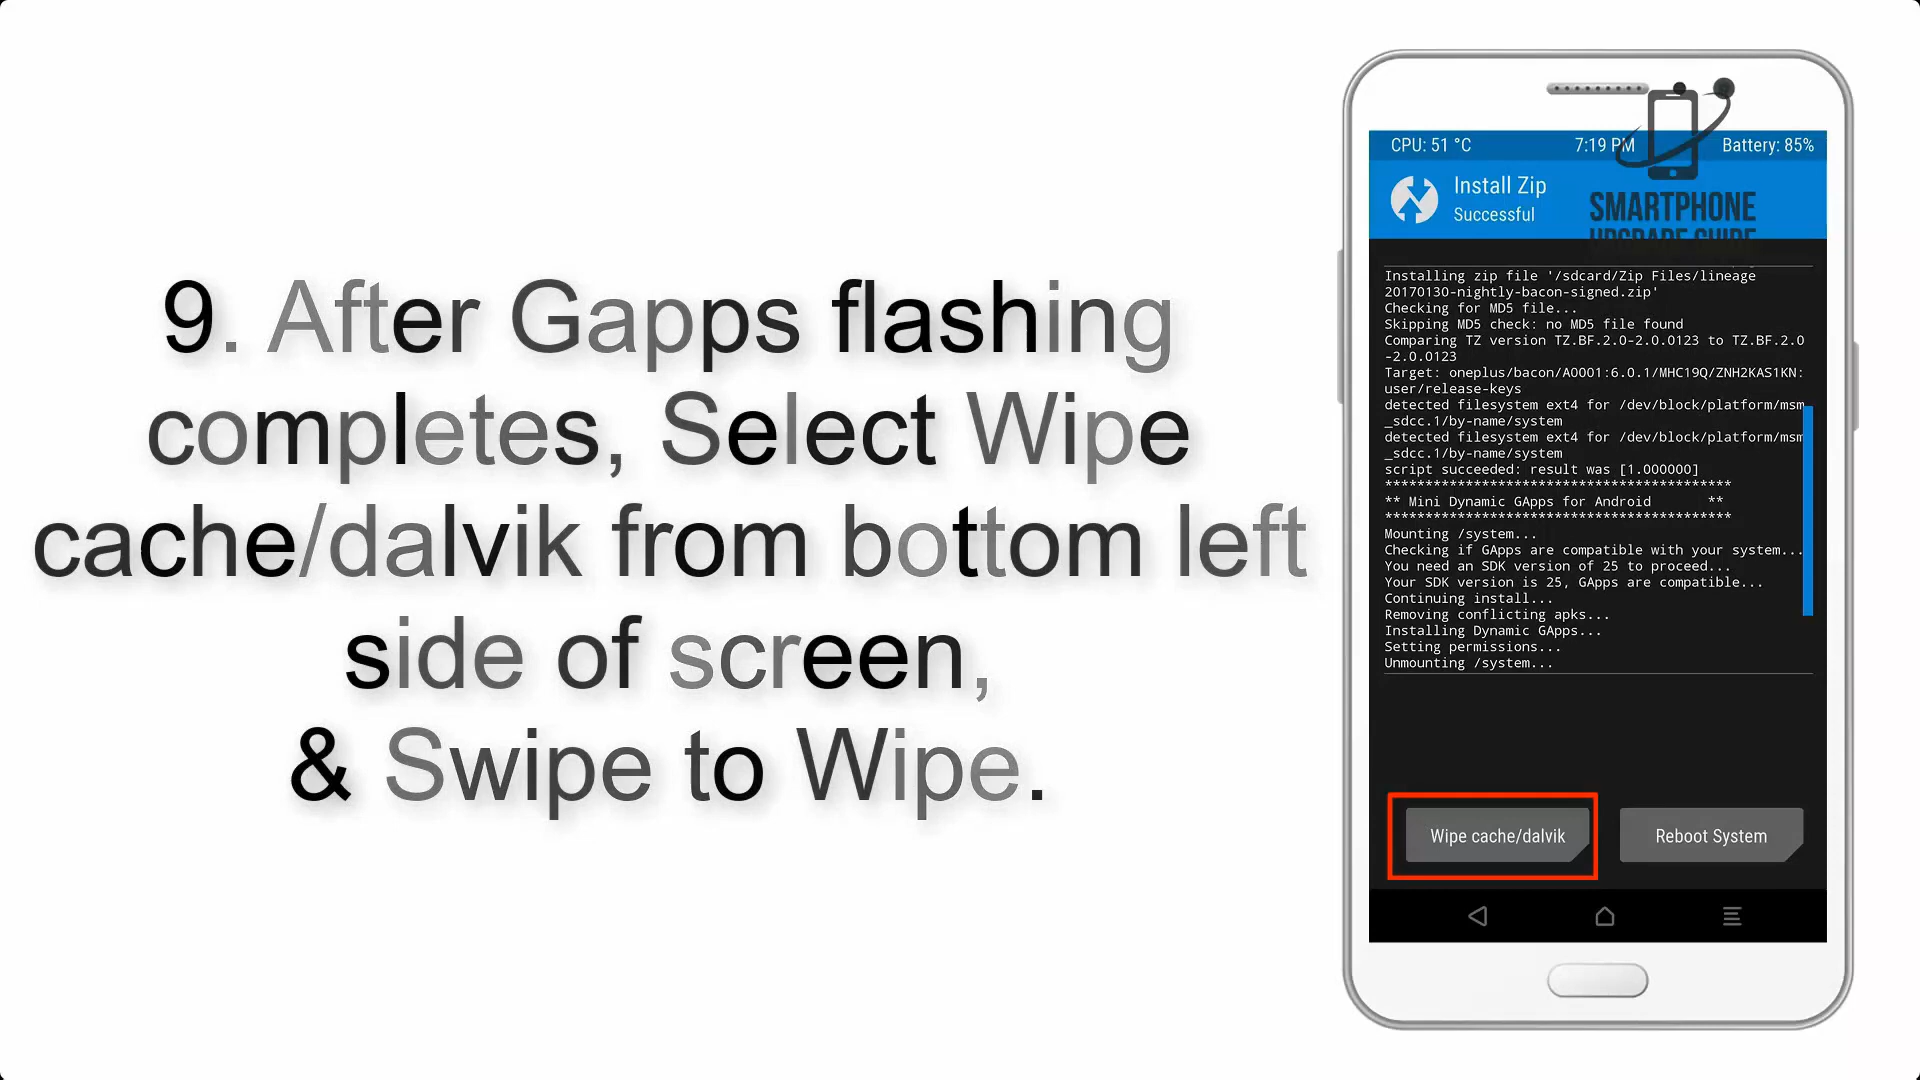 9. After Gapps flashing
completes, Select Wipe
cache/dalvik from bottom left
side of screen,
& Swipe to Wipe.
CPU: 51 °C 7:19 PM Battery: 85%
Install Zip
Successful
SMARTPHONE
UPGRADE GUIDE
Installing zip file '/sdcard/Zip Files/lineage
20170130-nightly-bacon-signed.zip'
Checking for MD5 file...
Skipping MD5 check: no MD5 file found
Comparing TZ version TZ.BF.2.0-2.0.0123 to TZ.BF.2.0
-2.0.0123
Target: oneplus/bacon/A0001:6.0.1/MHC19Q/ZNH2KAS1KN:
user/release-keys
detected filesystem ext4 for /dev/block/platform/msm
_sdcc.1/by-name/system
detected filesystem ext4 for /dev/block/platform/msm
_sdcc.1/by-name/system
script succeeded: result was [1.000000]
*******************************************
** Mini Dynamic GApps for Android **
*******************************************
Mounting /system...
Checking if GApps are compatible with your system...
You need an SDK version of 25 to proceed...
Your SDK version is 25, GApps are compatible...
Continuing install...
Removing conflicting apks...
Installing Dynamic GApps...
Setting permissions...
Unmounting /system...
Wipe cache/dalvik Reboot System